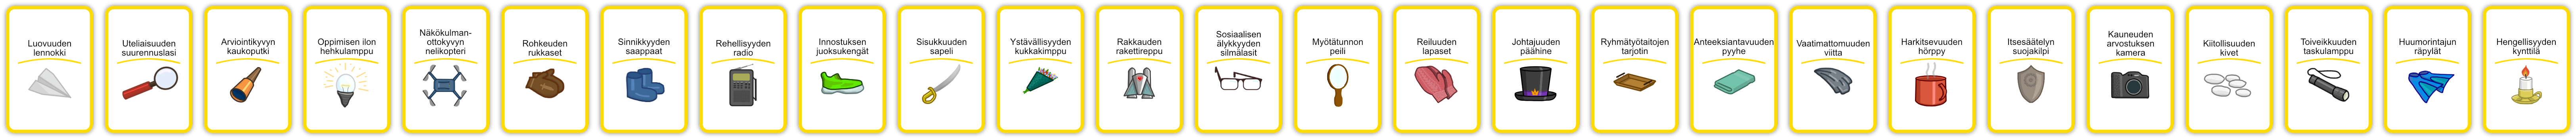 Luovuuden
lennokki
Uteliaisuuden
suurennuslasi
Arviointikyvyn
kaukoputki
Oppimisen ilon
hehkulamppu
Näkökulman-
ottokyvyn
nelikopteri
Rohkeuden
rukkaset
Sinnikkyyden
saappaat
Rehellisyyden
radio
Innostuksen
juoksukengät
Sisukkuuden
sapeli
Ystävällisyyden
kukkakimppu
Rakkauden
rakettireppu
Sosiaalisen
älykkyyden
silmälasit
Myötätunnon
peili
Reiluuden
lapaset
Johtajuuden
päähine
Ryhmätyötaitojen
tarjotin
Anteeksiantavuuden
pyyhe
Vaatimattomuuden
viitta
Harkitsevuuden
hörppy
Itsesäätelyn
suojakilpi
Kauneuden
arvostuksen
kamera
Kiitollisuuden
kivet
Toiveikkuuden
taskulamppu
Huumorintajun
räpylät
Hengellisyyden
kynttilä